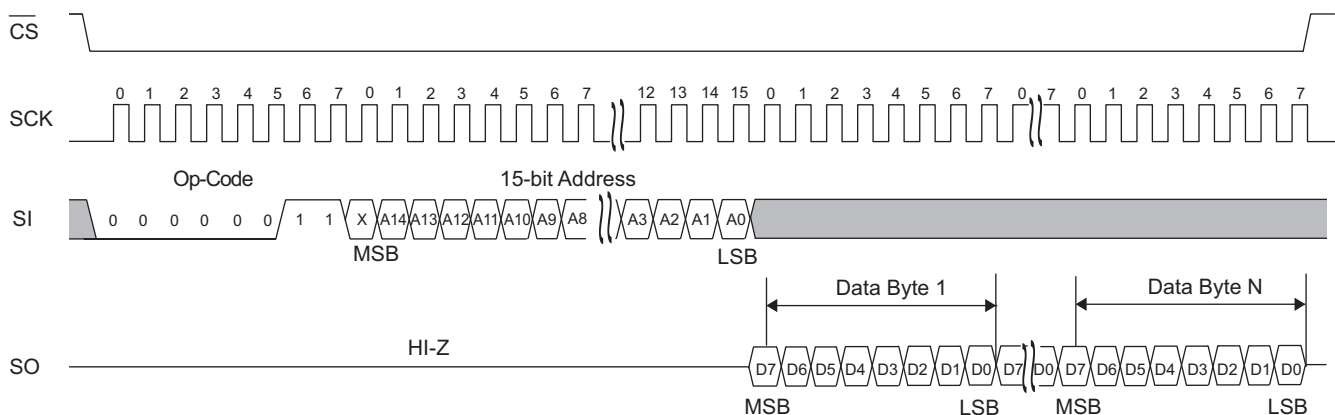 CS
0 1 2 3 4 5 6 7 0 1 2 3 4 5 6 7 12 13 14 15 0 1 2 3 4 5 6 7 0 7 0 1 2 3 4 5 6 7
SCK
Op-Code 15-bit Address
SI 0 0 0 0 0 0 1 1 X A14 A13 A12 A11 A10 A9 A8 A3 A2 A1 A0
MSB LSB
Data Byte 1 Data Byte N
HI-Z
SO D7 D6 D5 D4 D3 D2 D1 D0 D7 D0 D7 D6 D5 D4 D3 D2 D1 D0
MSB LSB MSB LSB